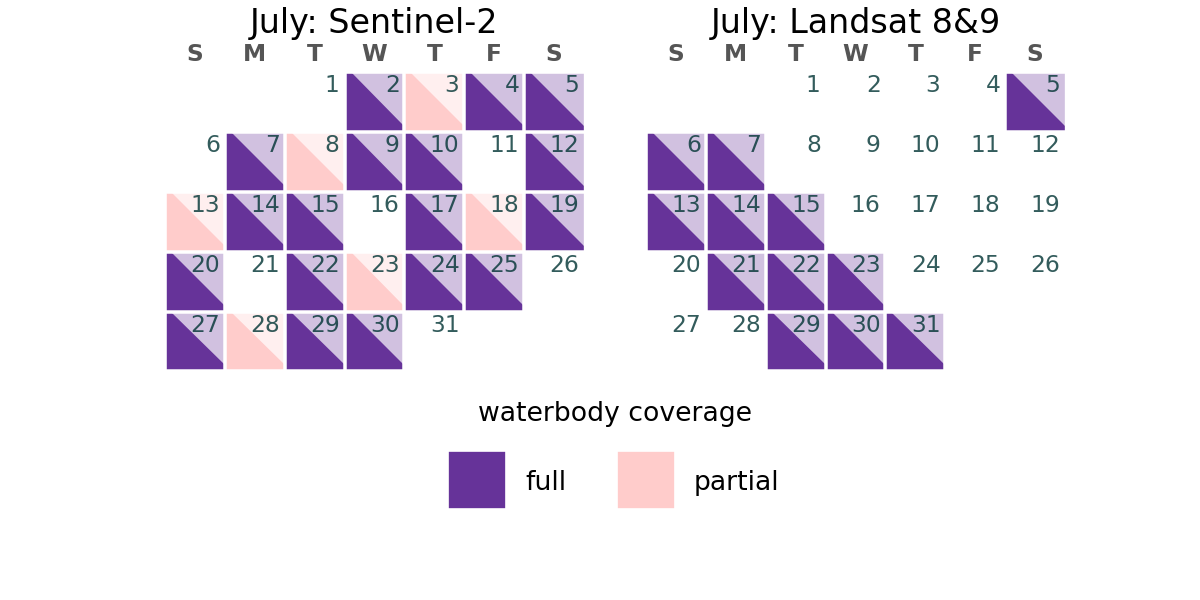 July: Sentinel-2
S M T W T F S
1 2 3 4 5
6 7 8 9 10 11 12
13 14 15 16 17 18 19
20 21 22 23 24 25 26
27 28 29 30 31
July: Landsat 8&9
S M T W T F S
1 2 3 4 5
6 7 8 9 10 11 12
13 14 15 16 17 18 19
20 21 22 23 24 25 26
27 28 29 30 31
waterbody coverage
full
partial